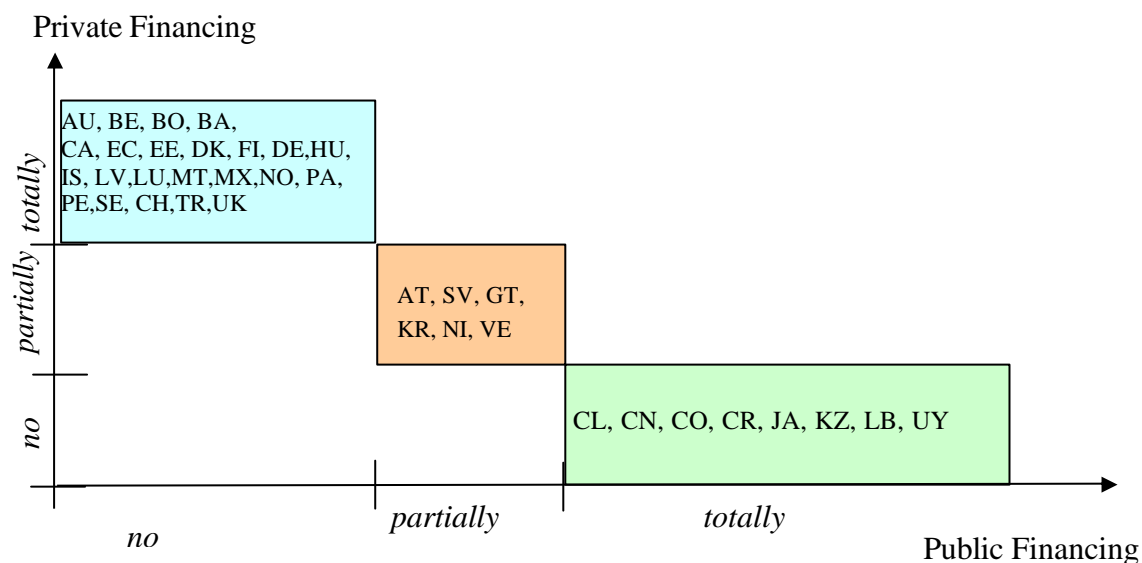 Private Financing
AU, BE, BO, BA,
CA, EC, EE, DK, FI, DE,HU,
IS, LV,LU,MT,MX,NO, PA,
PE,SE, CH,TR,UK
totally
partially
no
AT, SV, GT,
KR, NI, VE
CL, CN, CO, CR, JA, KZ, LB, UY
no
partially
totally
Public Financing